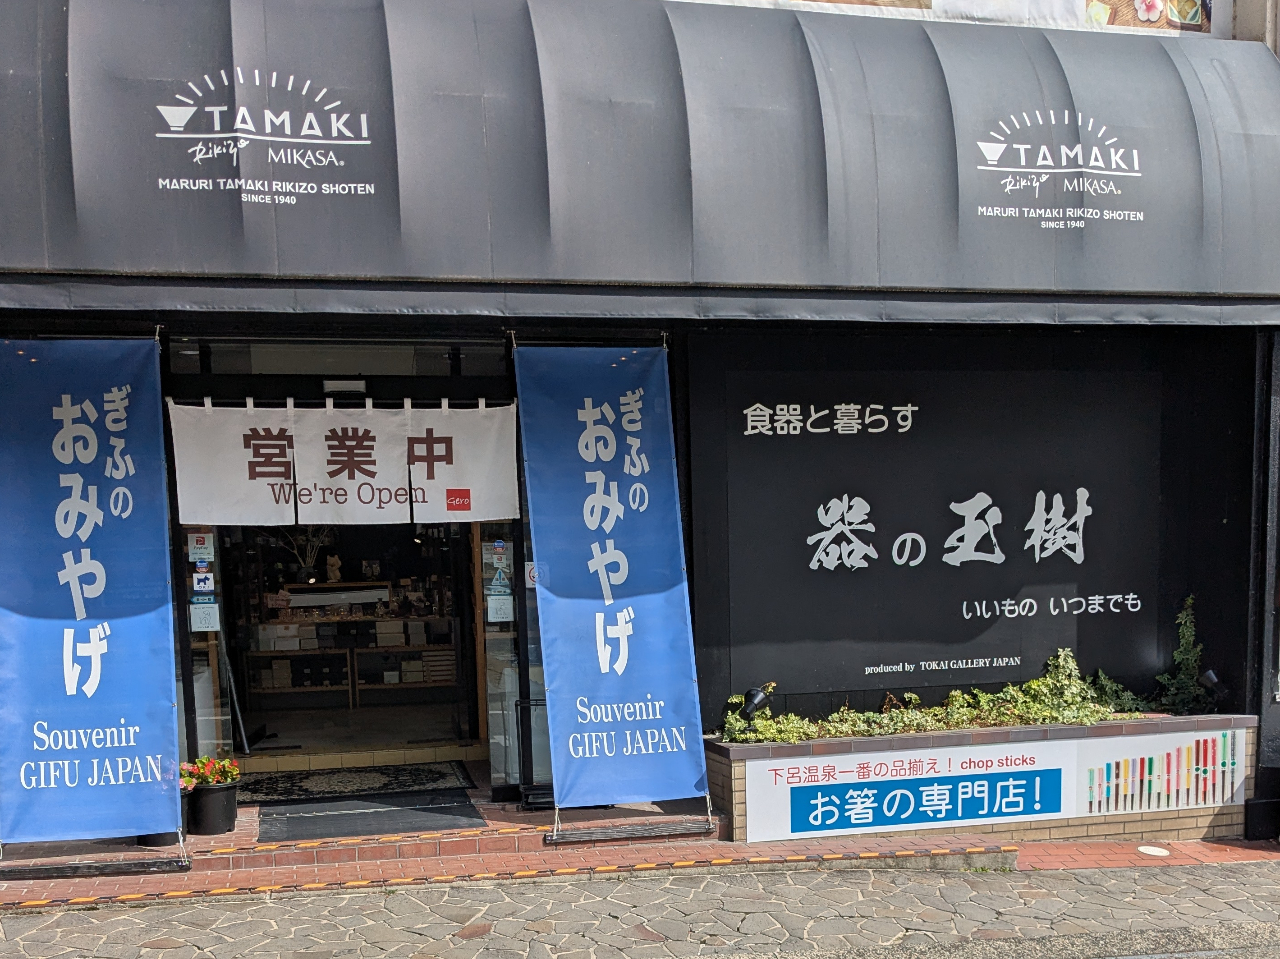 TAMAKI
Rikizo MIKASA®
MARURI TAMAKI RIKIZO SHOTEN
SINCE 1940
TAMAKI
Rikizo MIKASA®
MARURI TAMAKI RIKIZO SHOTEN
SINCE 1940
ぎふの
おみやげ
Souvenir
GIFU JAPAN
営業中
We're Open
Gero
ぎふの
おみやげ
Souvenir
GIFU JAPAN
食器と暮らす
器の玉樹
いいもの いつまでも
produced by TOKAI GALLERY JAPAN
下呂温泉一番の品揃え！chop sticks
お箸の専門店！